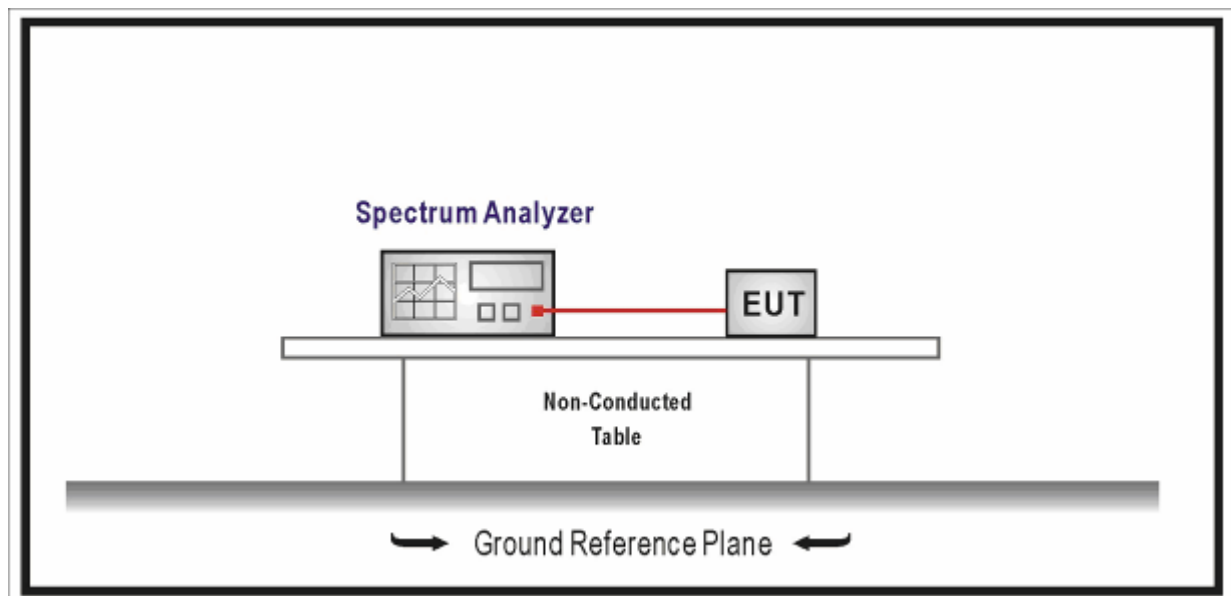 Spectrum Analyzer
EUT
Non-Conducted
Table
Ground Reference Plane